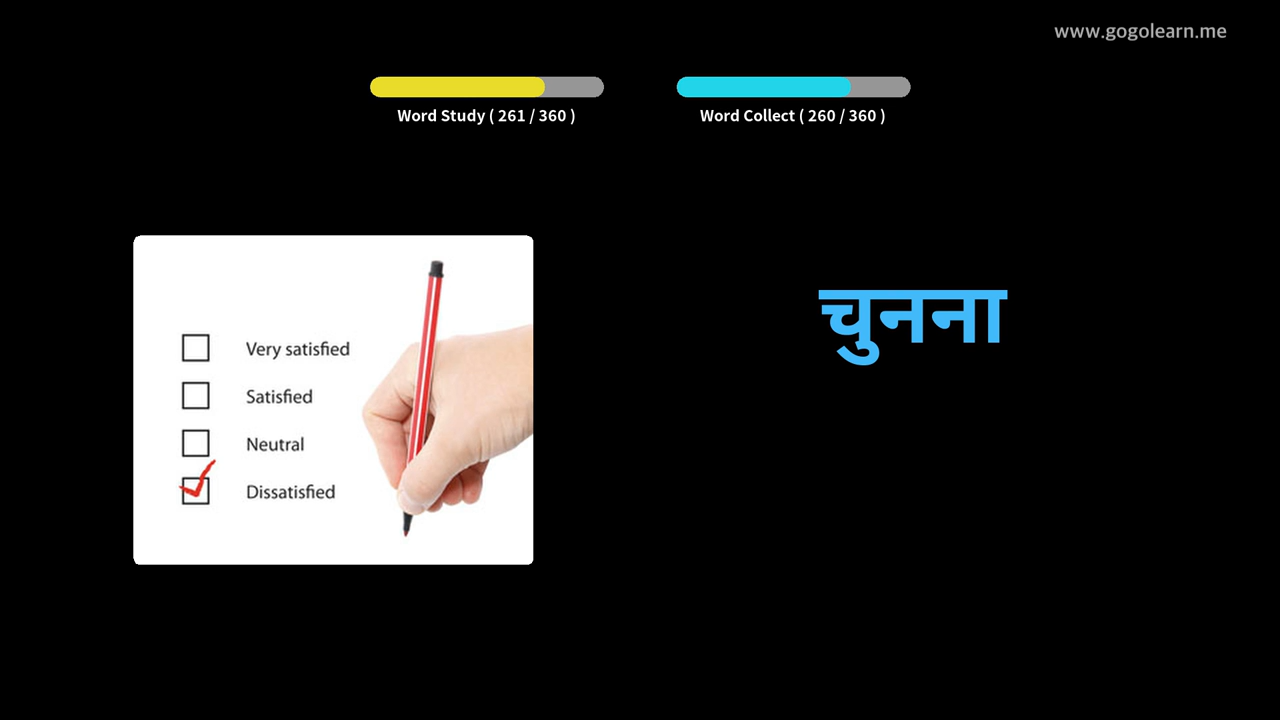 www.gogolearn.me
Word Study ( 261 / 360 )
Word Collect ( 260 / 360 )
Very satisfied
Satisfied
Neutral
Dissatisfied
चुनना